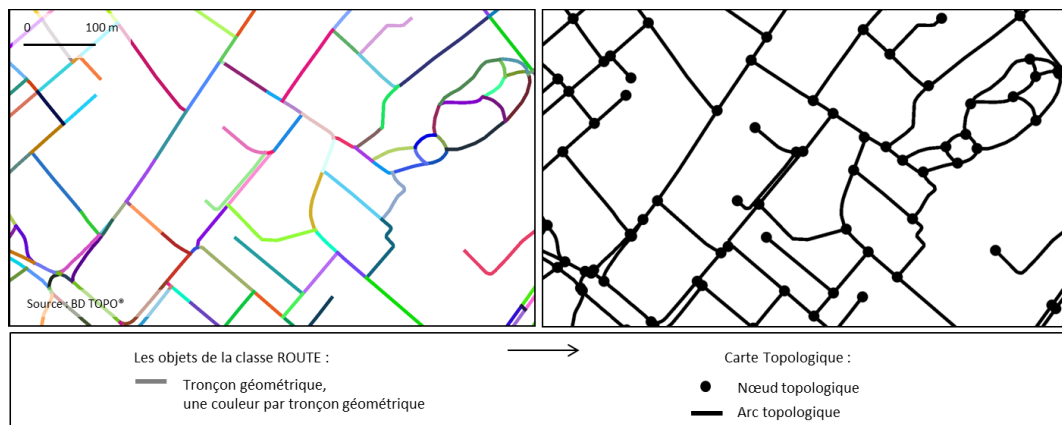 0 100 m
Source : BD TOPO®
Les objets de la classe ROUTE :
Tronçon géométrique,
une couleur par tronçon géométrique
Carte Topologique :
Nœud topologique
Arc topologique